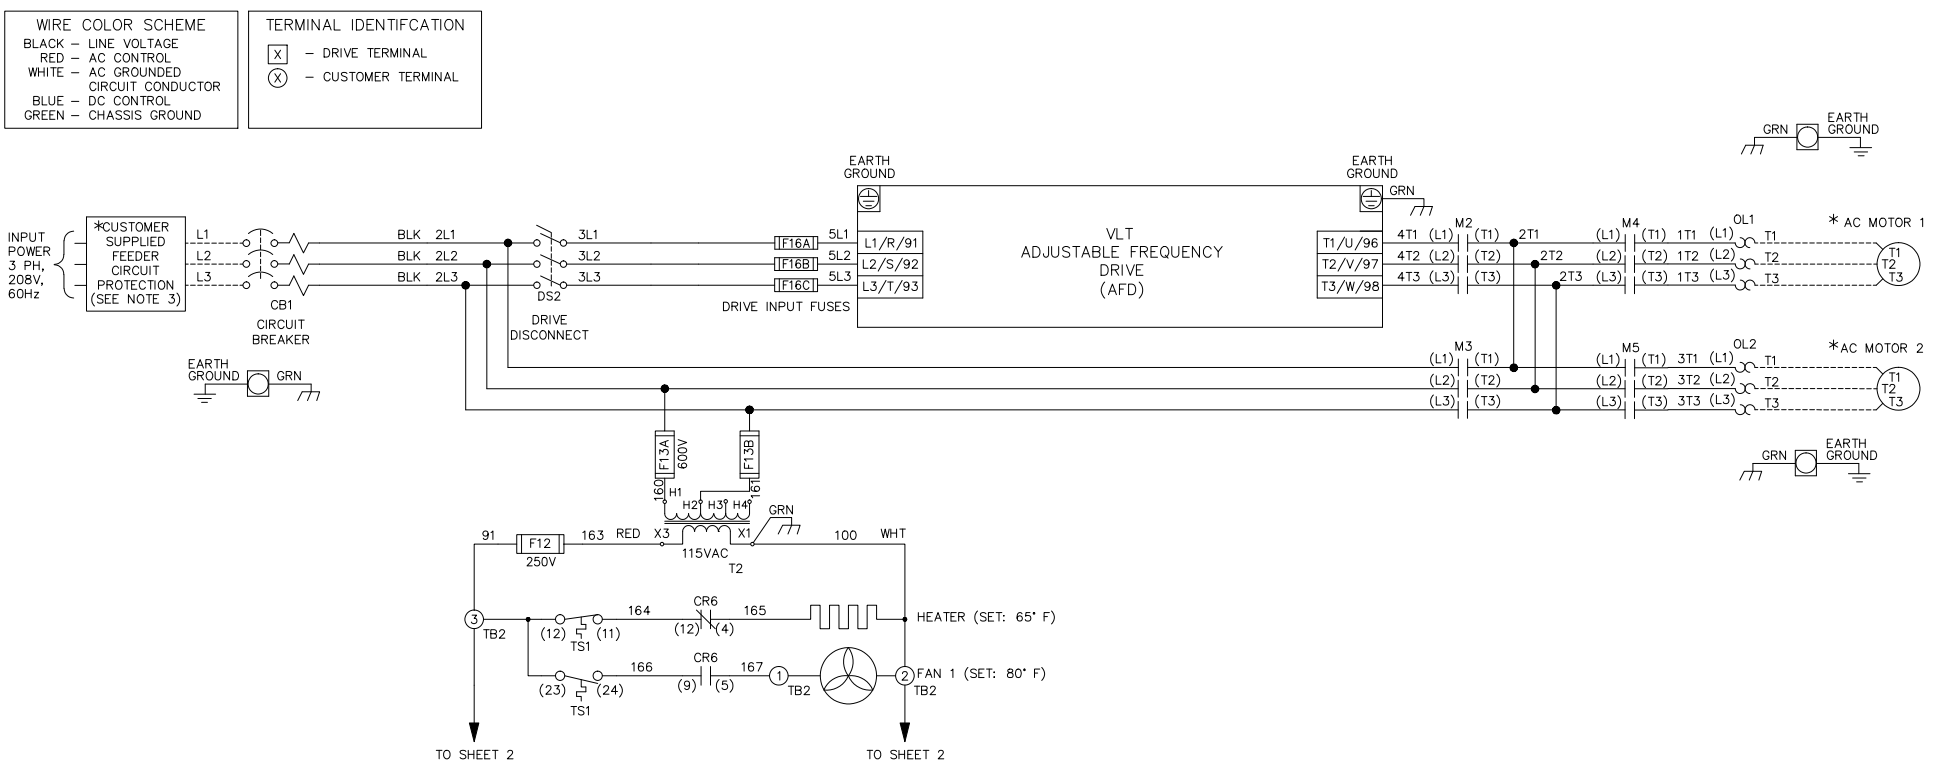 WIRE COLOR SCHEME
BLACK – LINE VOLTAGE
RED – AC CONTROL
WHITE – AC GROUNDED
CIRCUIT CONDUCTOR
BLUE – DC CONTROL
GREEN – CHASSIS GROUND
TERMINAL IDENTIFCATION
X – DRIVE TERMINAL
X – CUSTOMER TERMINAL
GRN
EARTH
GROUND
EARTH
GROUND
EARTH
GROUND
GRN
INPUT
POWER
3 PH,
208V,
60Hz
*CUSTOMER
SUPPLIED
FEEDER
CIRCUIT
PROTECTION
(SEE NOTE 3)
L1
L2
L3
CB1
CIRCUIT
BREAKER
BLK 2L1
BLK 2L2
BLK 2L3
3L1
3L2
3L3
DS2
DRIVE
DISCONNECT
F16A
F16B
F16C
DRIVE INPUT FUSES
5L1
5L2
5L3
L1/R/91
L2/S/92
L3/T/93
VLT
ADJUSTABLE FREQUENCY
DRIVE
(AFD)
T1/U/96
T2/V/97
T3/W/98
M2
4T1 (L1) (T1) 2T1
4T2 (L2) (T2) 2T2
4T3 (L3) (T3) 2T3
M4
(L1) (T1) 1T1 (L1)
(L2) (T2) 1T2 (L2)
(L3) (T3) 1T3 (L3)
OL1
T1
T2
T3
* AC MOTOR 1
T1
T2
T3
EARTH
GROUND
GRN
M3
(L1) (T1)
(L2) (T2)
(L3) (T3)
M5
(L1) (T1) 3T1 (L1)
(L2) (T2) 3T2 (L2)
(L3) (T3) 3T3 (L3)
OL2
T1
T2
T3
*AC MOTOR 2
T1
T2
T3
GRN
EARTH
GROUND
F13A
600V
F13B
160
161
H1
H2
H3
H4
GRN
91
F12
250V
163
RED
X3
X1
115VAC
T2
100
WHT
3
TB2
(12)
(11)
TS1
164
CR6
(12)
(4)
165
HEATER (SET: 65° F)
(23)
(24)
TS1
166
CR6
(9)
(5)
167
1
TB2
2
TB2
FAN 1 (SET: 80° F)
TO SHEET 2
TO SHEET 2